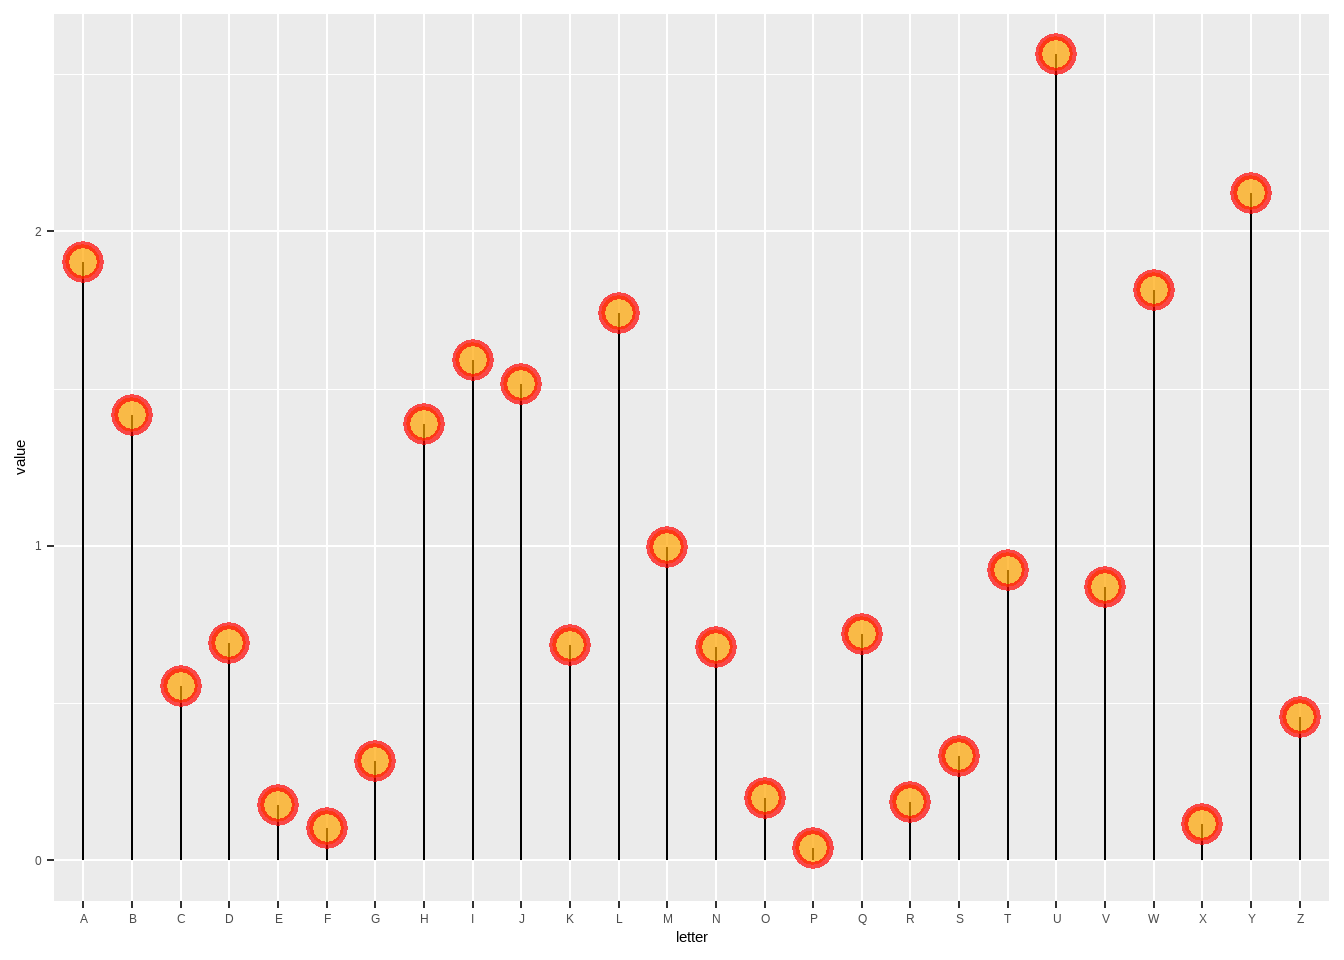 value
2
1
0
A B C D E F G H I J K L M N O P Q R S T U V W X Y Z
letter